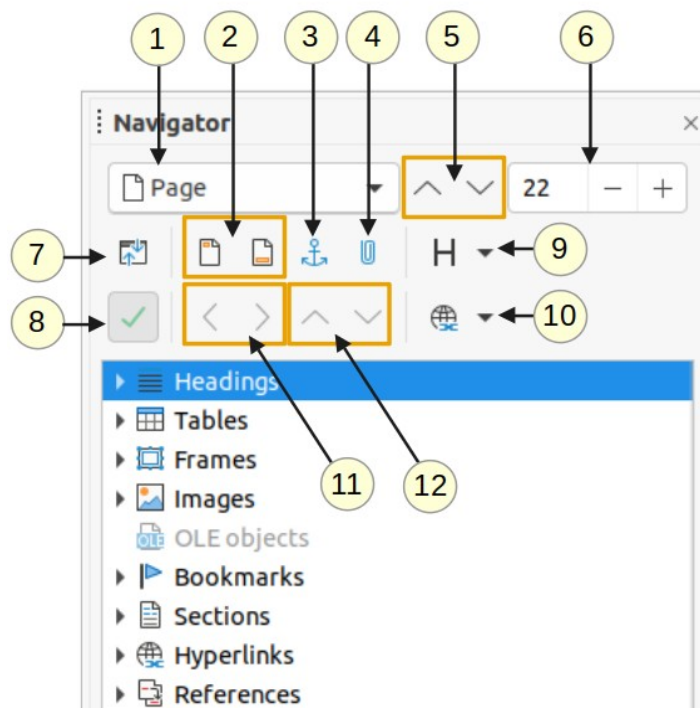 1 2 3 4 5 6
Navigator
Page 22
7 H 9
8 10
Headings
Tables
Frames
11 12
Images
OLE OLE objects
Bookmarks
Sections
Hyperlinks
References